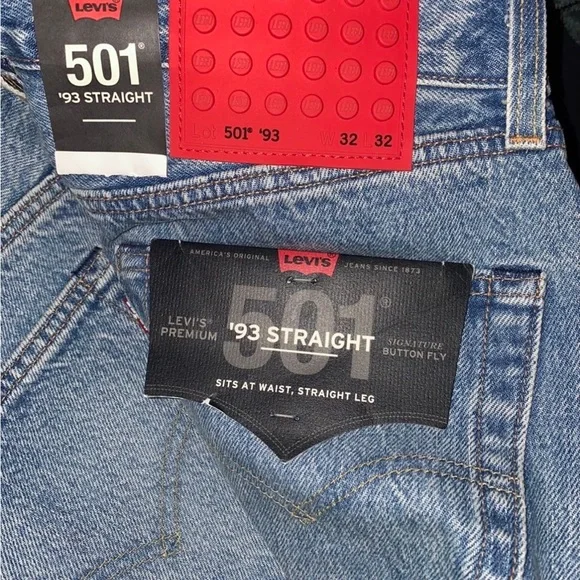 Levi's
501®
'93 STRAIGHT
Lot 501® '93 W 32 L 32
AMERICA'S ORIGINAL JEANS SINCE 1873
Levi's
501®
LEVI'S® PREMIUM
'93 STRAIGHT
SIGNATURE BUTTON FLY
SITS AT WAIST, STRAIGHT LEG